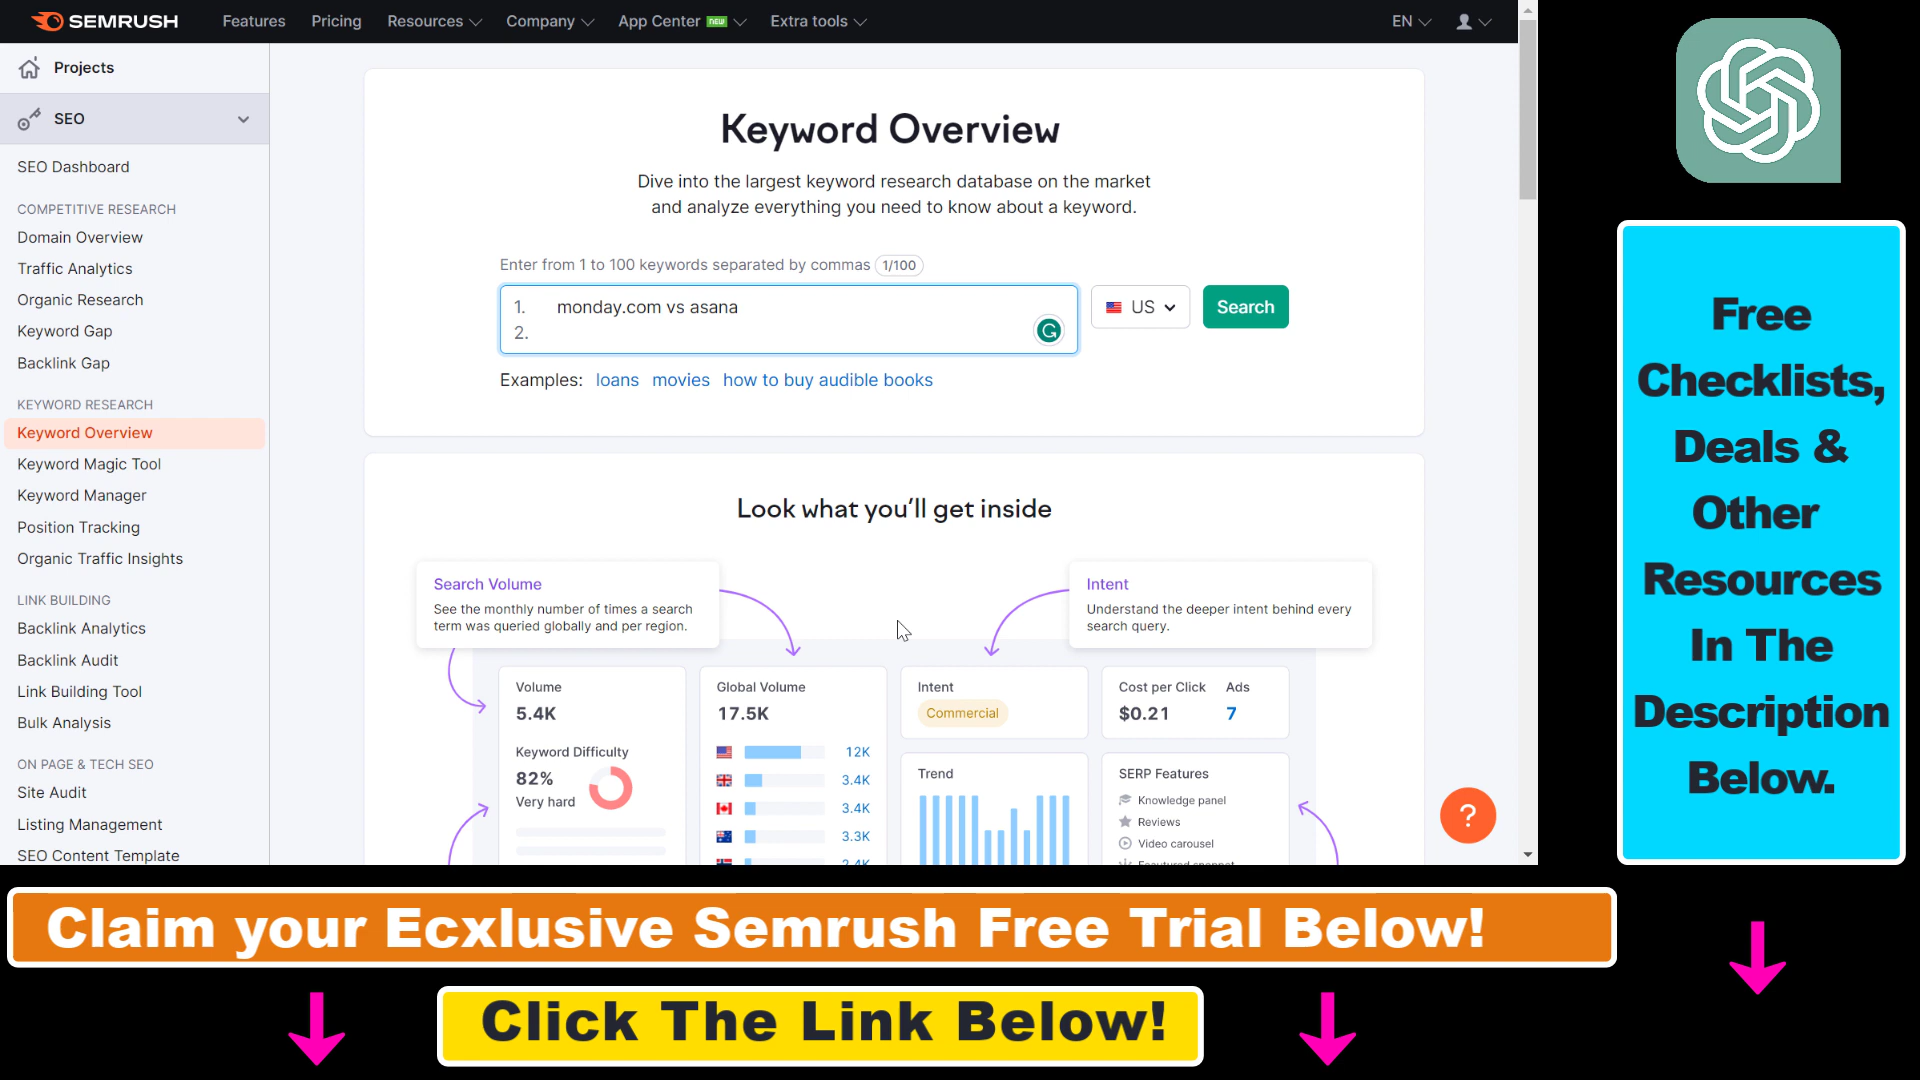 SEMRUSH
Features
Pricing
Resources
Company
App Center NEW
Extra tools
EN
Projects
SEO
SEO Dashboard
COMPETITIVE RESEARCH
Domain Overview
Traffic Analytics
Organic Research
Keyword Gap
Backlink Gap
KEYWORD RESEARCH
Keyword Overview
Keyword Magic Tool
Keyword Manager
Position Tracking
Organic Traffic Insights
LINK BUILDING
Backlink Analytics
Backlink Audit
Link Building Tool
Bulk Analysis
ON PAGE & TECH SEO
Site Audit
Listing Management
SEO Content Template
Keyword Overview
Dive into the largest keyword research database on the market
and analyze everything you need to know about a keyword.
Enter from 1 to 100 keywords separated by commas 1/100
1. monday.com vs asana
2.
US
Search
Examples: loans movies how to buy audible books
Look what you'll get inside
Search Volume
See the monthly number of times a search
term was queried globally and per region.
Intent
Understand the deeper intent behind every
search query.
Volume
5.4K
Keyword Difficulty
82%
Very hard
Global Volume
17.5K
12K
3.4K
3.4K
3.3K
2.4K
Intent
Commercial
Trend
Cost per Click Ads
$0.21 7
SERP Features
Knowledge panel
Reviews
Video carousel
Featured snippet
?
Free
Checklists,
Deals &
Other
Resources
In The
Description
Below.
Claim your Ecxlusive Semrush Free Trial Below!
Click The Link Below!